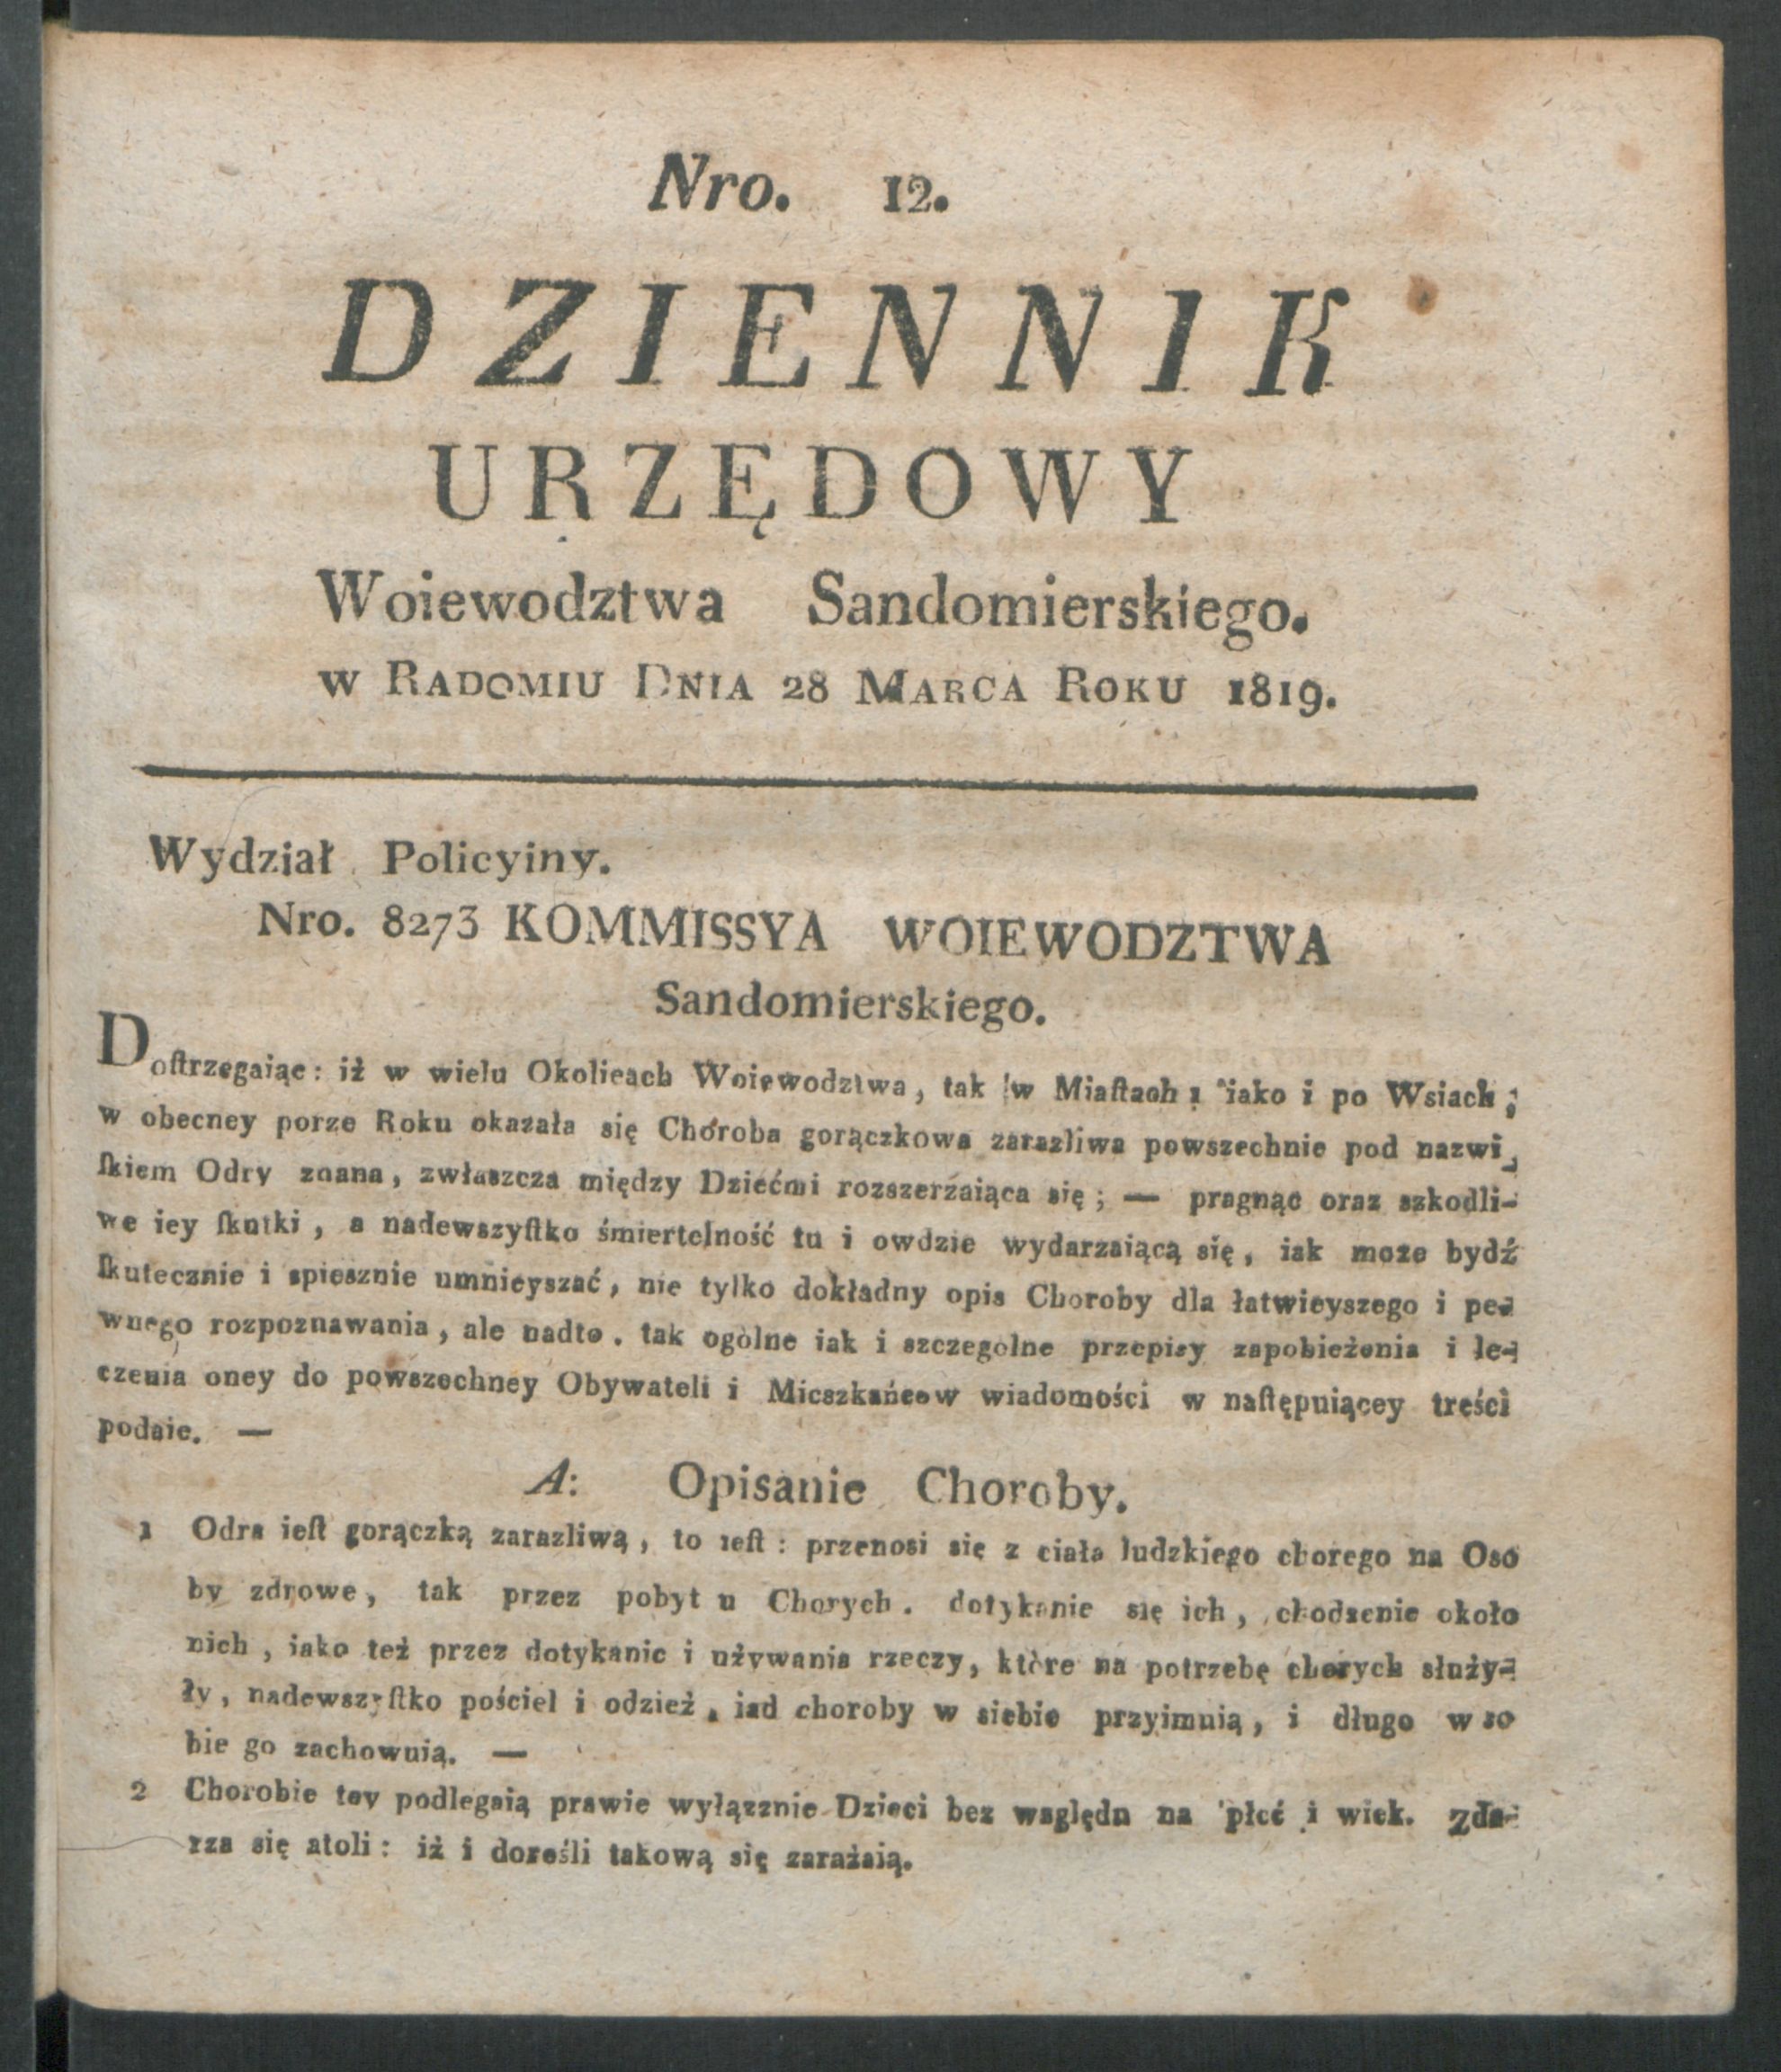 Nro. 12.
DZIENNIK
URZĘDOWY
Woiewodztwa Sandomierskiego.
w Radomiu Dnia 28 Marca Roku 1819.
Wydział Policyiny.
Nro. 8273 KOMMISSYA WOIEWODZTWA
Sandomierskiego.
Doſtrzegaiąc: iż w wielu Okolicach Woiewodztwa, tak w Miaſtach: iako i po Wsiach;
w obecney porze Roku okazała się Choroba gorączkowa zarazliwa powszechnie pod nazwi-
ſkiem Odry znana, zwłaszcza między Dziećmi rozszerzaiąca się; — pragnąc oraz szkodli-
we iey ſkutki, a nadewszyſtko śmiertelność tu i owdzie wydarzaiącą się, iak może bydź
ſkutecznie i spiesznie umnieyszać, nie tylko dokładny opis Choroby dla łatwieyszego i pe-
wnego rozpoznawania, ale nadto. tak ogòlne iak i szczegolne przepisy zapobieżenia i le-
czenia oney do powszechney Obywateli i Mieszkańcow wiadomości w naſtępuiącey treści
podaie. —
A: Opisanie Choroby.
1 Odra ieſt gorączką zarazliwą, to ieſt: przenosi się z ciała ludzkiego chorego na Oso
by zdrowe, tak przez pobyt u Chorych. dotykanie się ich, chodzenie około
nich, iako też przez dotykanie i używania rzeczy, ktòre na potrzebę chorych służy-
ły, nadewszyſtko pościel i odzież, iad choroby w siebie przyimuią, i długo w so
bie go zachowuią. —
2 Chorobie tey podlegaią prawie wyłącznie Dzieci bez względu na płeć i wiek. Zda-
rza się atoli: iż i dorośli takową się zarażaią.